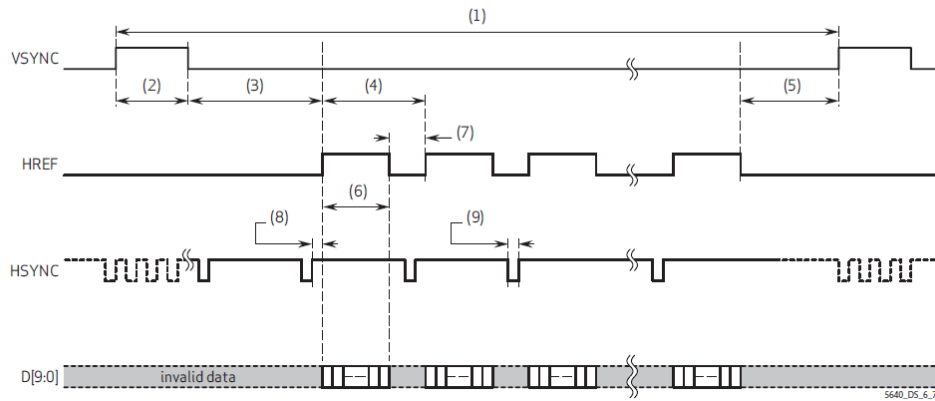 (1)
VSYNC
(2) (3) (4) (5)
(7)
HREF
(6)
(8) (9)
HSYNC
D[9:0] invalid data
5640_DS_6_7